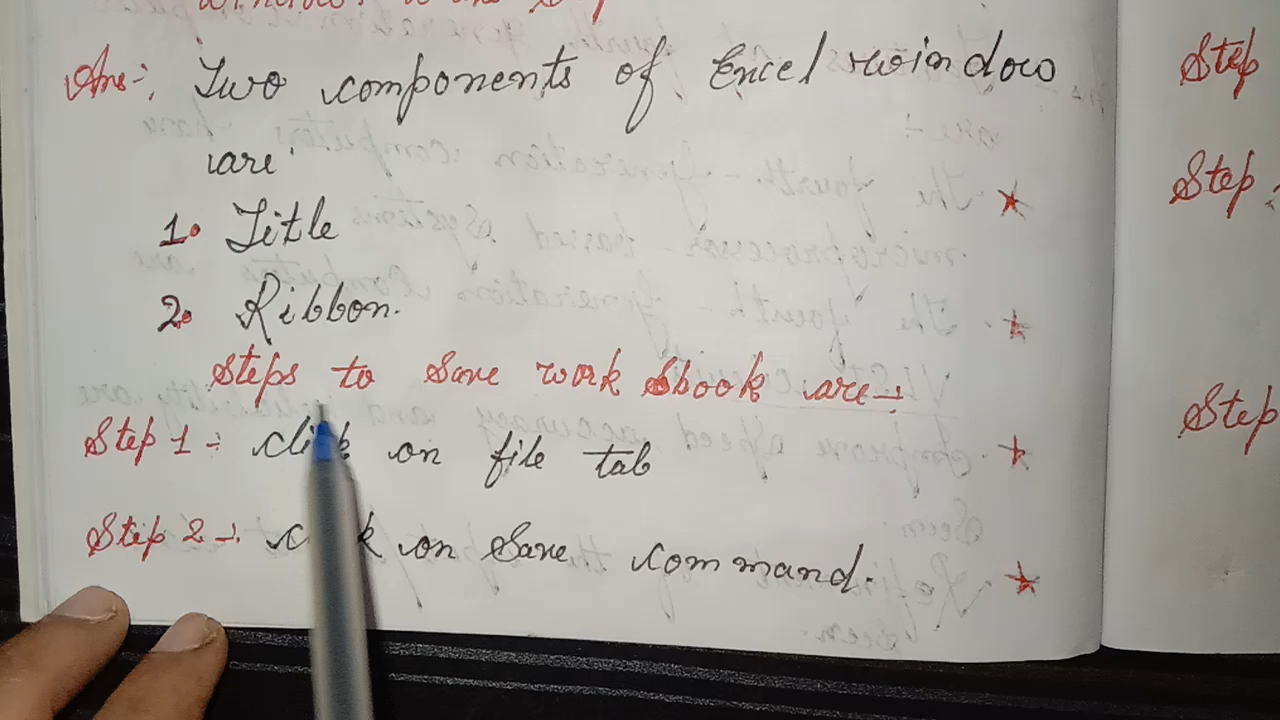 Ans:- Two components of Excel window
are
1. Title
2. Ribbon.
Steps to Save work book are :-
Step 1 :- click on file tab
Step 2 :- click on Save command.
Step
Step
Step